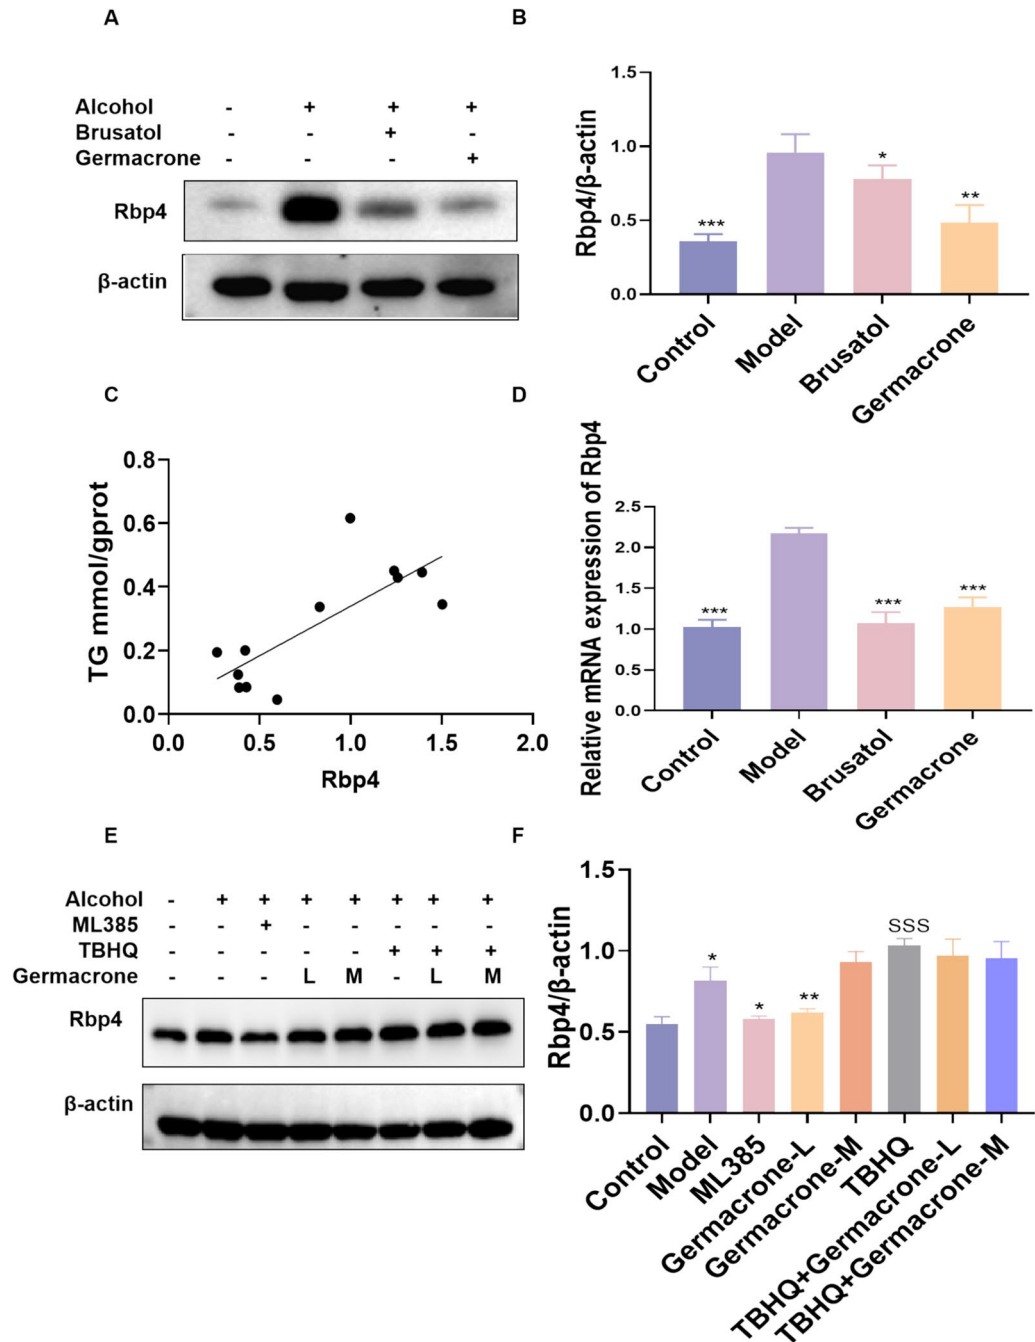 A
Alcohol - + + +
Brusatol - - + -
Germacrone - - - +
Rbp4
β-actin
B
Rbp4/β-actin
1.5
1.0
0.5
0.0
***
*
**
Control
Model
Brusatol
Germacrone
C
TG mmol/gprot
0.8
0.6
0.4
0.2
0.0
0.0 0.5 1.0 1.5 2.0
Rbp4
D
Relative mRNA expression of Rbp4
2.5
2.0
1.5
1.0
0.5
0.0
***
***
***
Control
Model
Brusatol
Germacrone
E
Alcohol - + + + + + + +
ML385 - - + - - - - -
TBHQ - - - - - + + +
Germacrone - - - L M - L M
Rbp4
β-actin
F
Rbp4/β-actin
1.5
1.0
0.5
0.0
*
*
**
SSS
Control
Model
ML385
Germacrone-L
Germacrone-M
TBHQ
TBHQ+Germacrone-L
TBHQ+Germacrone-M